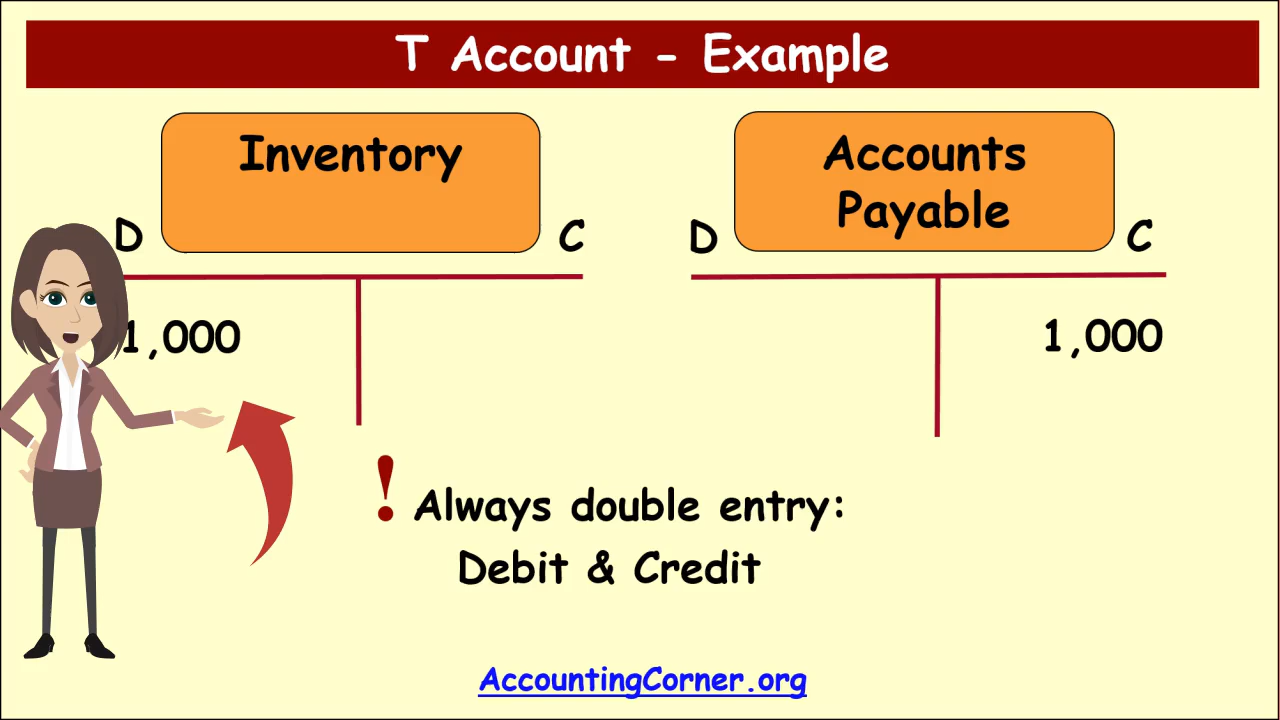 T Account - Example
Inventory
Accounts
Payable
D
C
D
C
1,000
1,000
! Always double entry:
Debit & Credit
AccountingCorner.org